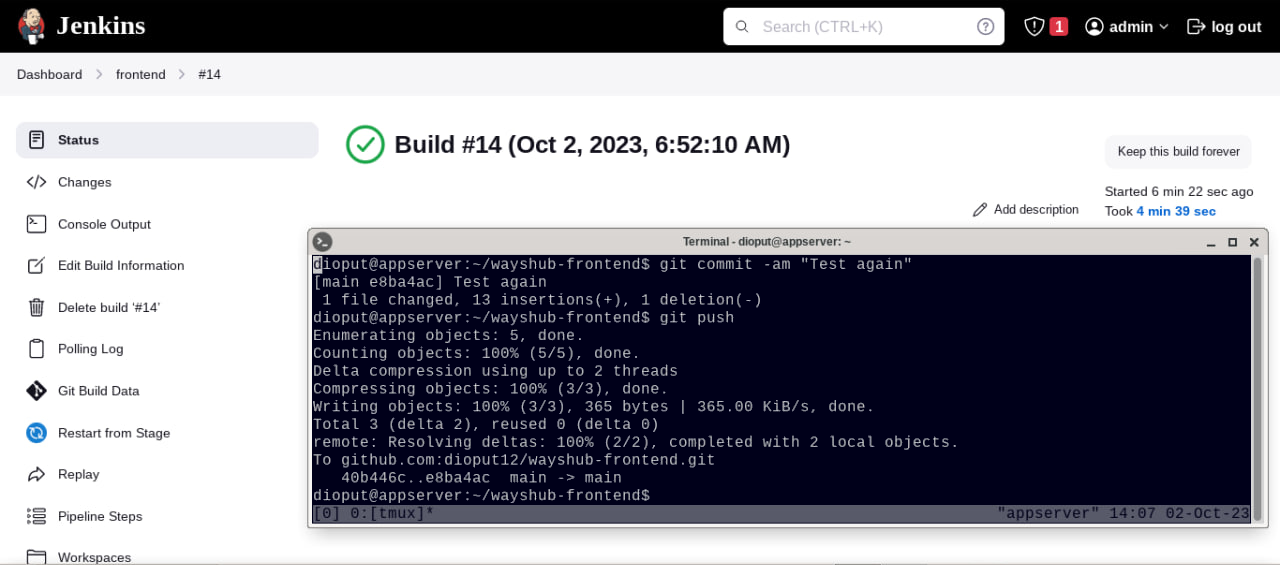 Jenkins
Search (CTRL+K)
1
admin
log out
Dashboard
frontend
#14
Status
Changes
Console Output
Edit Build Information
Delete build ‘#14’
Polling Log
Git Build Data
Restart from Stage
Replay
Pipeline Steps
Workspaces
Build #14 (Oct 2, 2023, 6:52:10 AM)
Keep this build forever
Started 6 min 22 sec ago
Took 4 min 39 sec
Add description
Terminal - dioput@appserver: ~
dioput@appserver:~/wayshub-frontend$ git commit -am "Test again"
[main e8ba4ac] Test again
1 file changed, 13 insertions(+), 1 deletion(-)
dioput@appserver:~/wayshub-frontend$ git push
Enumerating objects: 5, done.
Counting objects: 100% (5/5), done.
Delta compression using up to 2 threads
Compressing objects: 100% (3/3), done.
Writing objects: 100% (3/3), 365 bytes | 365.00 KiB/s, done.
Total 3 (delta 2), reused 0 (delta 0)
remote: Resolving deltas: 100% (2/2), completed with 2 local objects.
To github.com:dioput12/wayshub-frontend.git
40b446c..e8ba4ac  main -> main
dioput@appserver:~/wayshub-frontend$
[0] 0:[tmux]* "appserver" 14:07 02-Oct-23